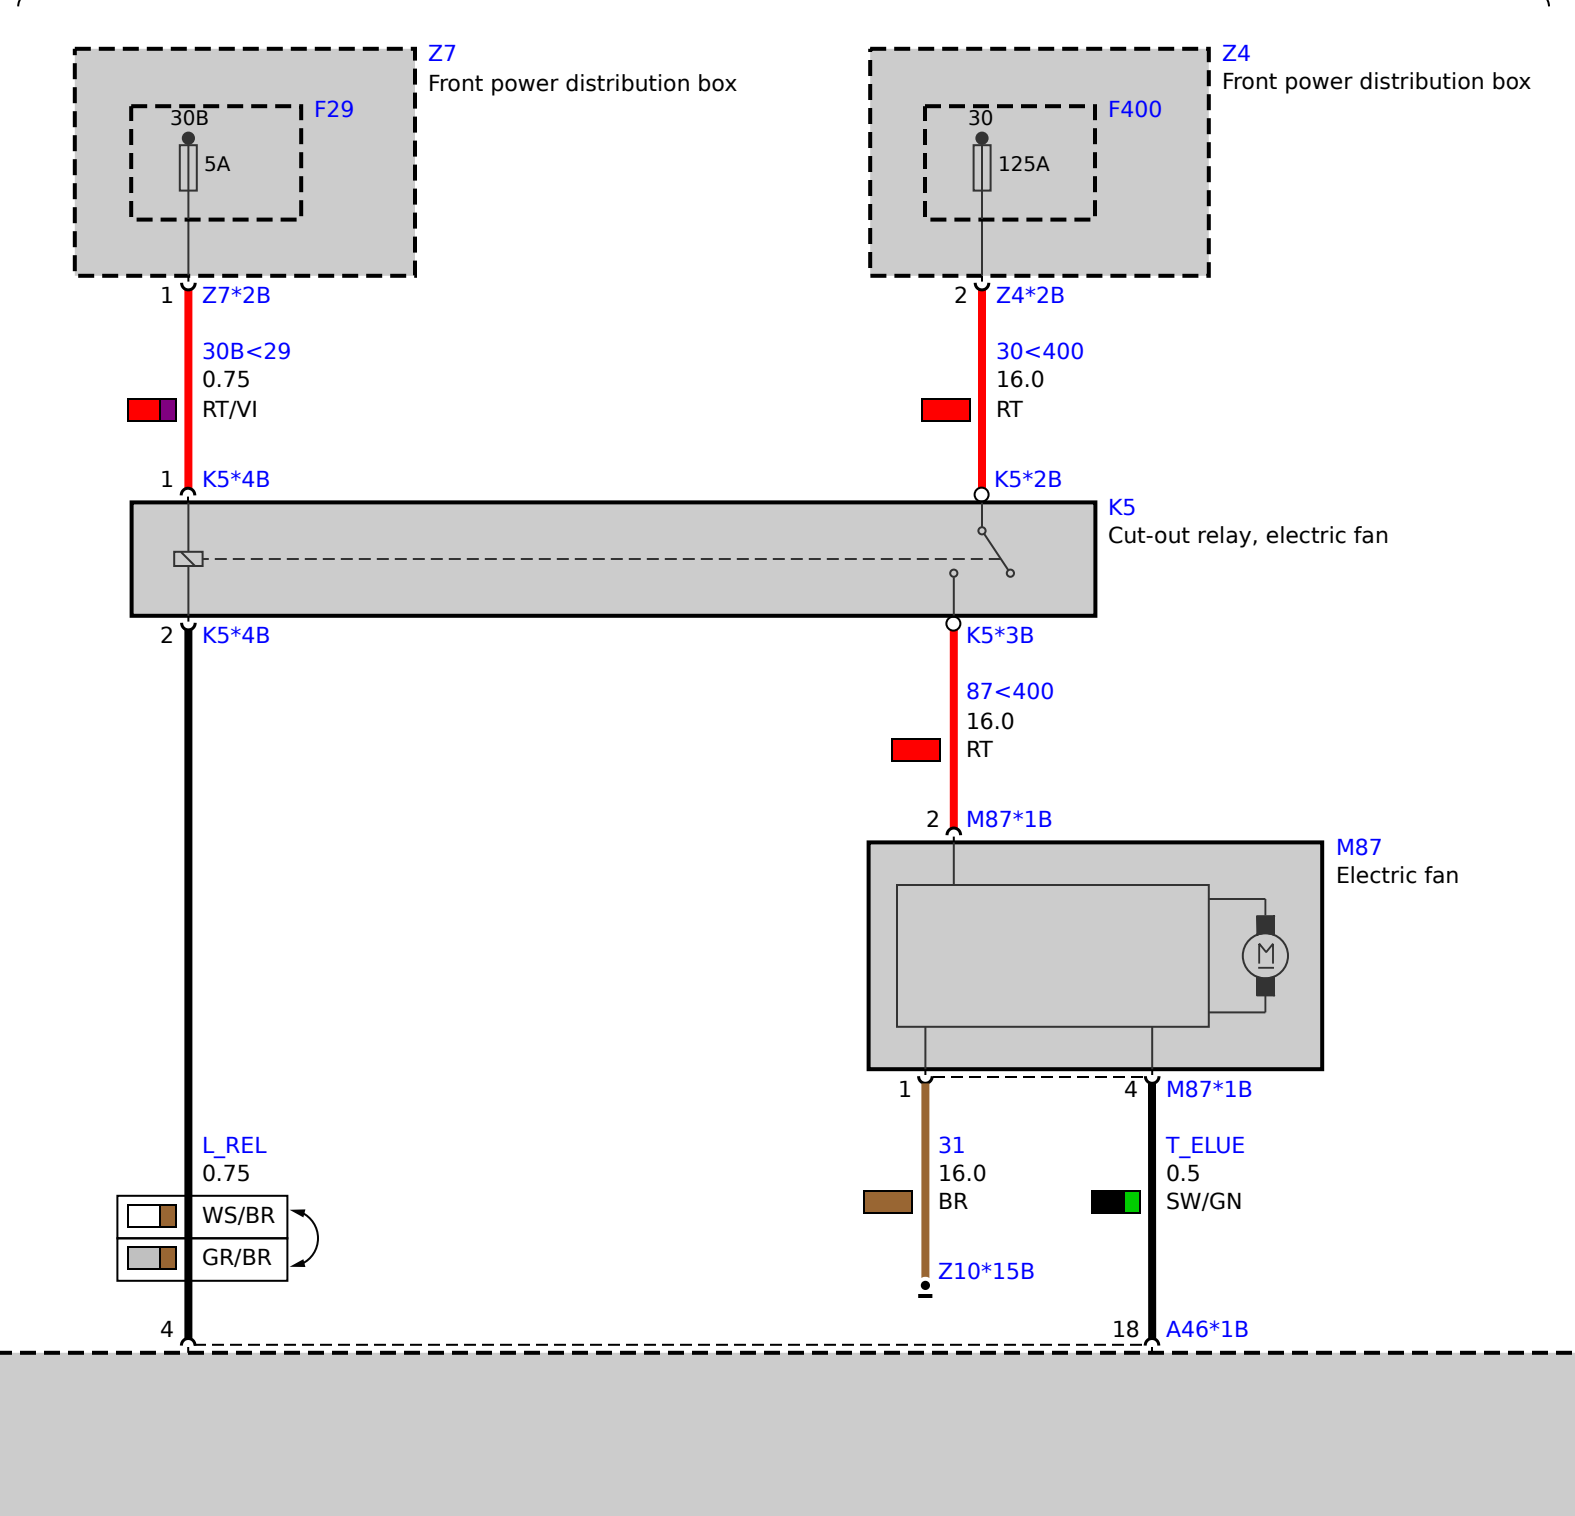 Z7
Front power distribution box
F29
30B
5A
Z4
Front power distribution box
F400
30
125A
1 Z7*2B
2 Z4*2B
30B<29
0.75
RT/VI
30<400
16.0
RT
1 K5*4B
K5*2B
K5
Cut-out relay, electric fan
2 K5*4B
K5*3B
87<400
16.0
RT
2 M87*1B
M87
Electric fan
M
1
4 M87*1B
L_REL
0.75
WS/BR
GR/BR
31
16.0
BR
T_ELUE
0.5
SW/GN
Z10*15B
4
18 A46*1B